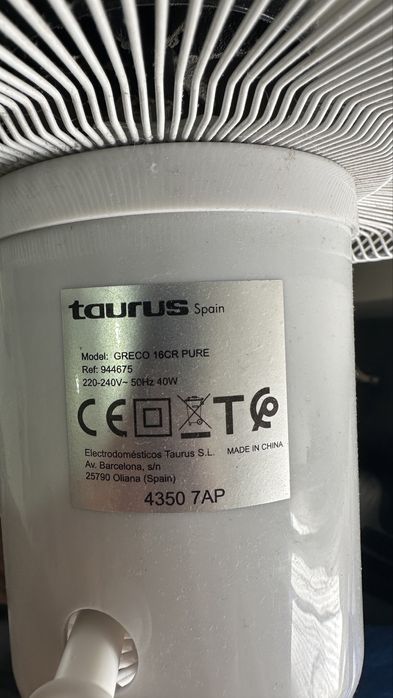 taurus Spain
Model: GRECO 16CR PURE
Ref: 944675
220-240V~ 50Hz 40W
CE T
Electrodomésticos Taurus S.L. MADE IN CHINA
Av. Barcelona, s/n
25790 Oliana (Spain)
4350 7AP